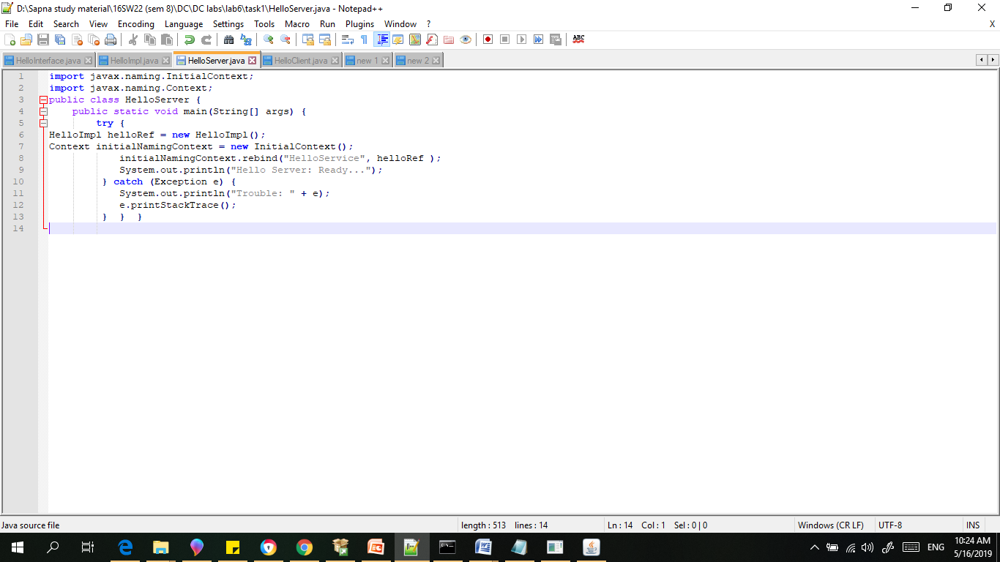 D:\Sapna study material\16SW22 (sem 8)\DC\DC labs\lab6\task1\HelloServer.java - Notepad++
File Edit Search View Encoding Language Settings Tools Macro Run Plugins Window ? X
ABC
HelloInterface.java HelloImpl.java HelloServer.java HelloClient.java new 1 new 2
1 import javax.naming.InitialContext;
2 import javax.naming.Context;
3 public class HelloServer {
4     public static void main(String[] args) {
5         try {
6 HelloImpl helloRef = new HelloImpl();
7 Context initialNamingContext = new InitialContext();
8             initialNamingContext.rebind("HelloService", helloRef );
9             System.out.println("Hello Server: Ready...");
10          } catch (Exception e) {
11             System.out.println("Trouble: " + e);
12             e.printStackTrace();
13          }  }  }
14
Java source file length : 513 lines : 14 Ln : 14 Col : 1 Sel : 0 | 0 Windows (CR LF) UTF-8 INS
ENG 10:24 AM
5/16/2019